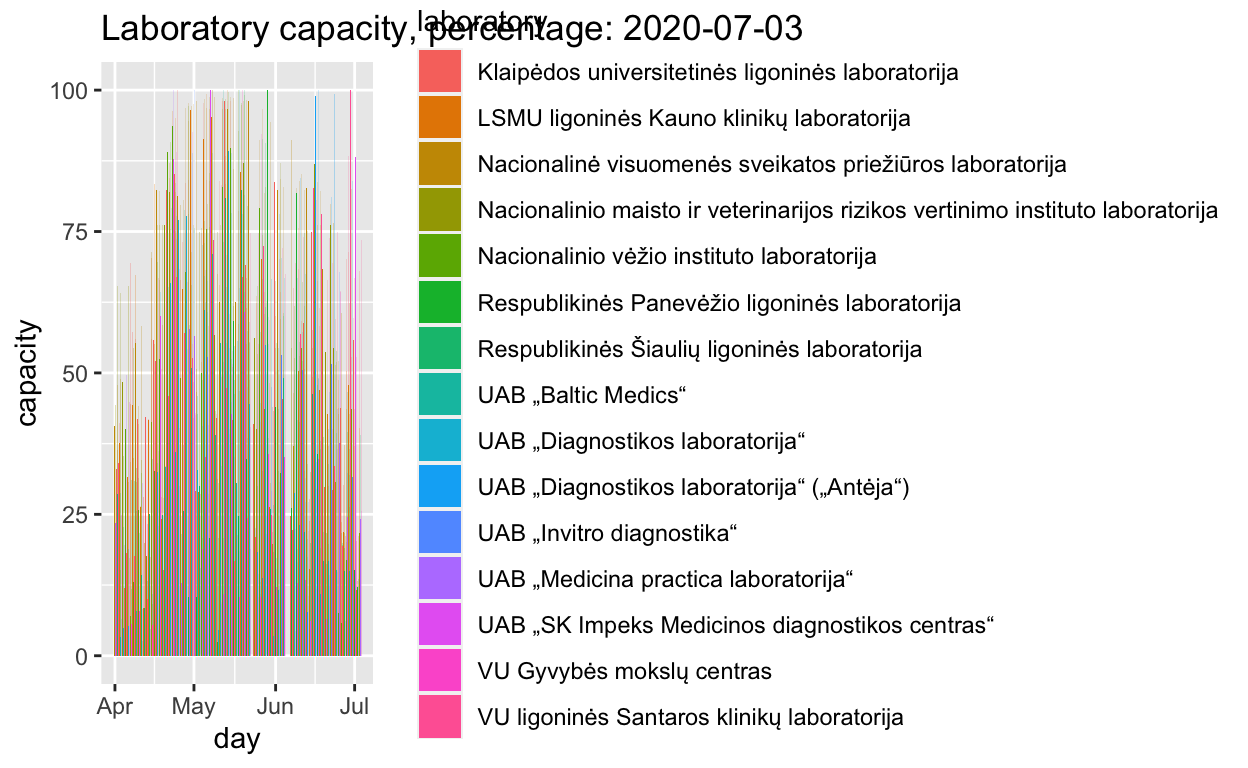 Laboratory capacity, percentage: 2020-07-03
laboratory
Klaipėdos universitetinės ligoninės laboratorija
LSMU ligoninės Kauno klinikų laboratorija
Nacionalinė visuomenės sveikatos priežiūros laboratorija
Nacionalinio maisto ir veterinarijos rizikos vertinimo instituto laboratorija
Nacionalinio vėžio instituto laboratorija
Respublikinės Panevėžio ligoninės laboratorija
Respublikinės Šiaulių ligoninės laboratorija
UAB „Baltic Medics“
UAB „Diagnostikos laboratorija“
UAB „Diagnostikos laboratorija“ („Antėja“)
UAB „Invitro diagnostika“
UAB „Medicina practica laboratorija“
UAB „SK Impeks Medicinos diagnostikos centras“
VU Gyvybės mokslų centras
VU ligoninės Santaros klinikų laboratorija
capacity
100
75
50
25
0
Apr May Jun Jul
day